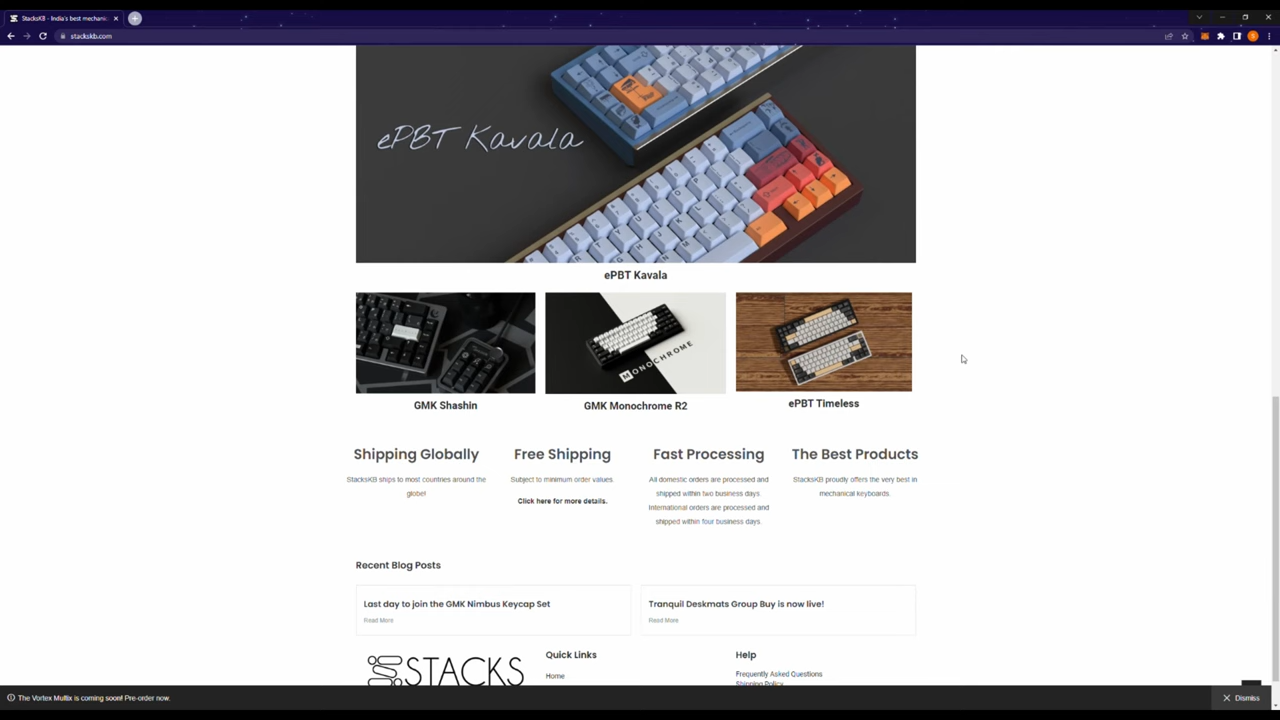 StacksKB - India's best mechanic
stackskb.com
ePBT Kavala
ePBT Kavala
MONOCHROME
GMK Shashin
GMK Monochrome R2
ePBT Timeless
Shipping Globally
StacksKB ships to most countries around the
globe!
Free Shipping
Subject to minimum order values.
Click here for more details.
Fast Processing
All domestic orders are processed and
shipped within two business days.
International orders are processed and
shipped within four business days.
The Best Products
StacksKB proudly offers the very best in
mechanical keyboards.
Recent Blog Posts
Last day to join the GMK Nimbus Keycap Set
Read More
Tranquil Deskmats Group Buy is now live!
Read More
STACKS
Quick Links
Home
Help
Frequently Asked Questions
Shipping Policy
The Vortex Multix is coming soon! Pre-order now.
Dismiss